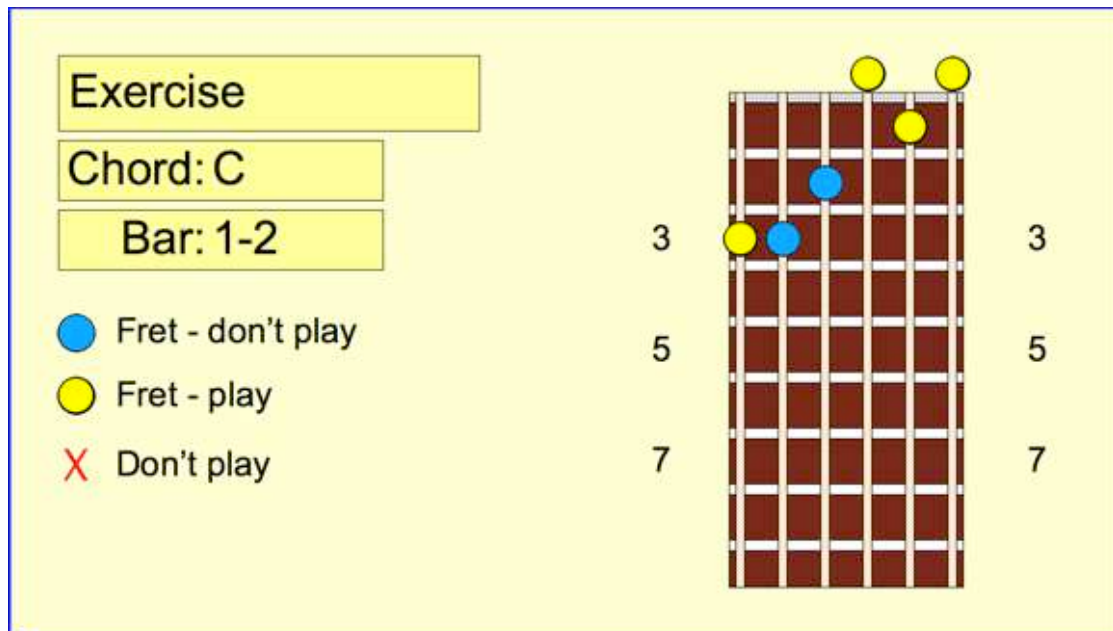 Exercise
Chord: C
Bar: 1-2
Fret - don't play
Fret - play
X Don't play
3 3
5 5
7 7